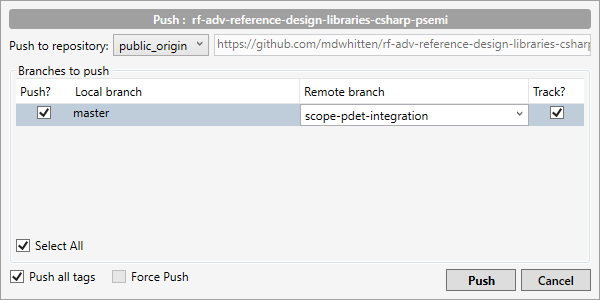 Push : rf-adv-reference-design-libraries-csharp-psemi
Push to repository: public_origin https://github.com/mdwhitten/rf-adv-reference-design-libraries-csharp
Branches to push
Push? Local branch Remote branch Track?
master scope-pdet-integration
Select All
Push all tags Force Push Push Cancel